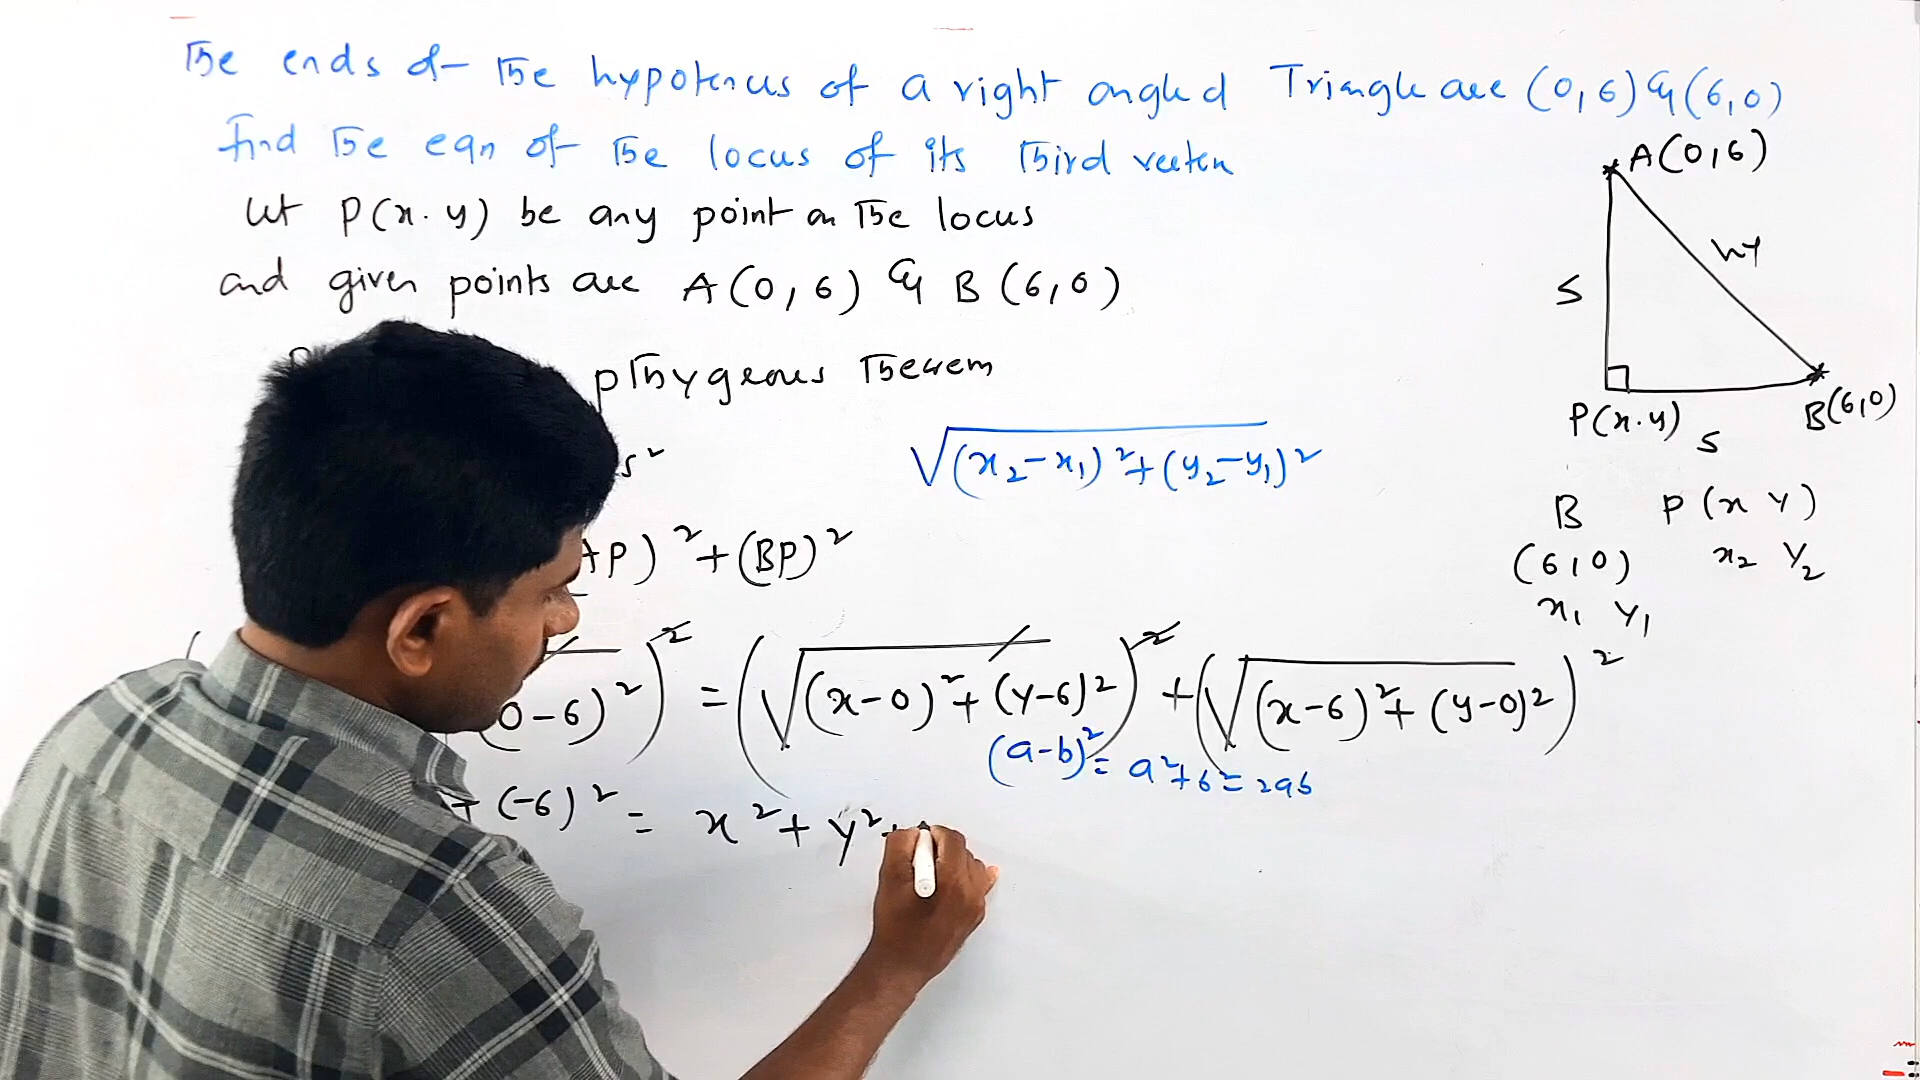 The ends of the hypotenus of a right angled Triangle are (0,6) & (6,0)
find the eqn of the locus of its third
let P(x.y) be any point on the locus
and given points are A(0,6) & B(6,0)
pthygerous Theorem
s²
√(x₂-x₁)²+(y₂-y₁)²
P)²+(BP)²
(0-6)²)² = (√(x-0)²+(y-6)²)²+(√(x-6)²+(y-0)²)²
(a-b)²= a²+b²-2ab
+(-6)² = x²+y²+
A(0,6)
hy
S
P(x.y)
S
B(6,0)
B P(x y)
(6,0) x₂ y₂
x₁ y₁